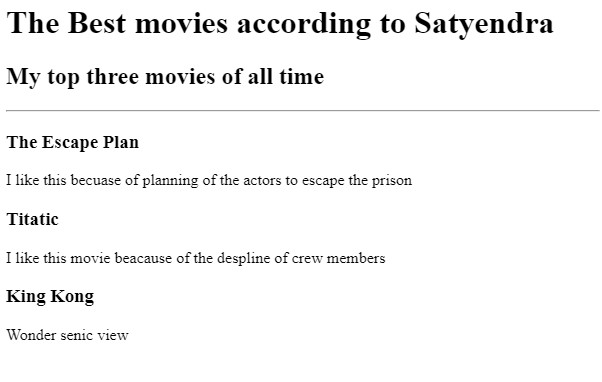 The Best movies according to Satyendra
My top three movies of all time
The Escape Plan
I like this becuase of planning of the actors to escape the prison
Titatic
I like this movie beacause of the despline of crew members
King Kong
Wonder senic view